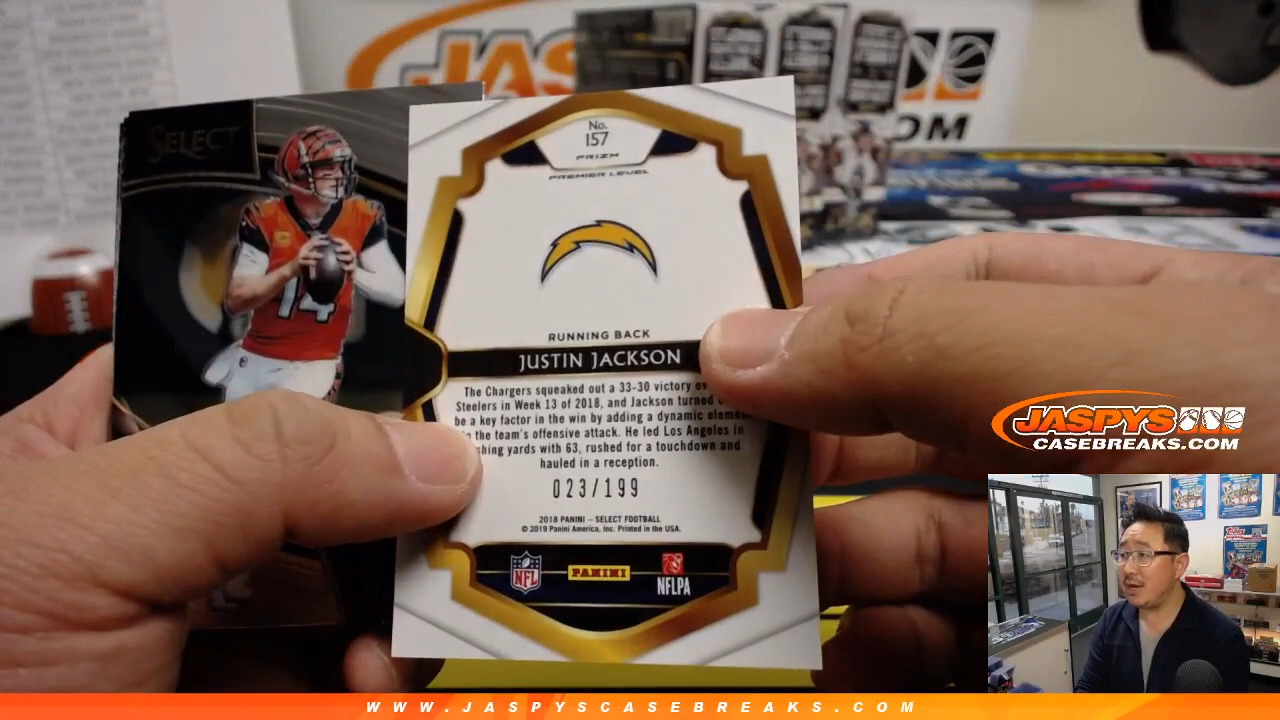 SELECT
14
JASPYS
.COM
No.
157
PRIZM
PREMIER LEVEL
RUNNING BACK
JUSTIN JACKSON
The Chargers squeaked out a 33-30 victory
Steelers in Week 13 of 2018, and Jackson turned
be a key factor in the win by adding a dynamic
the team's offensive attack. He led Los Angeles in
yards with 63, rushed for a touchdown and
hauled in a reception.
023/199
2018 PANINI – SELECT FOOTBALL
© 2019 Panini America, Inc. Printed in the USA.
NFL
PANINI
NFLPA
JASPYS
CASEBREAKS.COM
WWW.JASPYSCASEBREAKS.COM